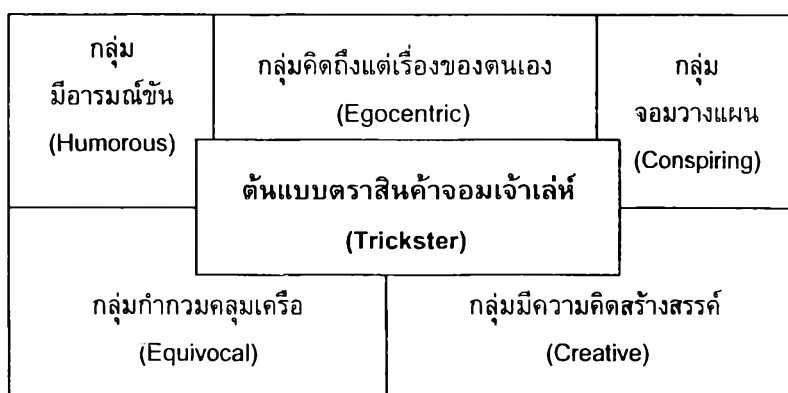 กลุ่ม
มีอารมณ์ขัน
(Humorous)
กลุ่มคิดถึงแต่เรื่องของตนเอง
(Egocentric)
กลุ่ม
จอมวางแผน
(Conspiring)
ต้นแบบตราสินค้าจอมเจ้าเล่ห์
(Trickster)
กลุ่มกำกวมคลุมเครือ
(Equivocal)
กลุ่มมีความคิดสร้างสรรค์
(Creative)